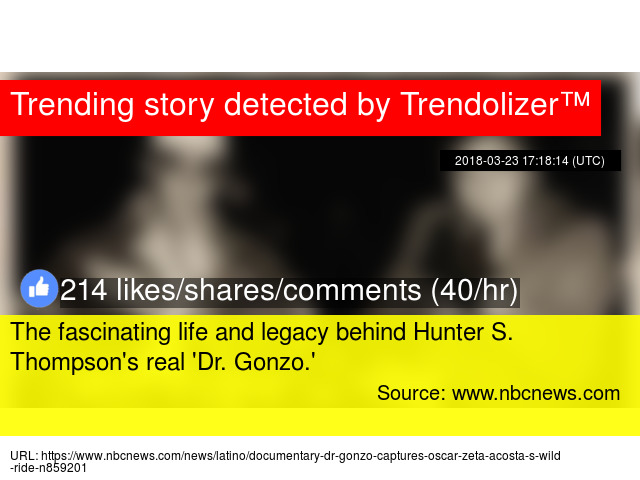 Trending story detected by Trendolizer™
2018-03-23 17:18:14 (UTC)
214 likes/shares/comments (40/hr)
The fascinating life and legacy behind Hunter S.
Thompson's real 'Dr. Gonzo.'
Source: www.nbcnews.com
URL: https://www.nbcnews.com/news/latino/documentary-dr-gonzo-captures-oscar-zeta-acosta-s-wild
-ride-n859201